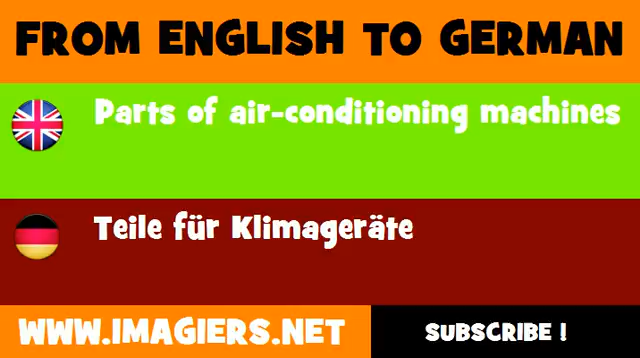 FROM ENGLISH TO GERMAN
Parts of air-conditioning machines
Teile für Klimageräte
WWW.IMAGIERS.NET
SUBSCRIBE !